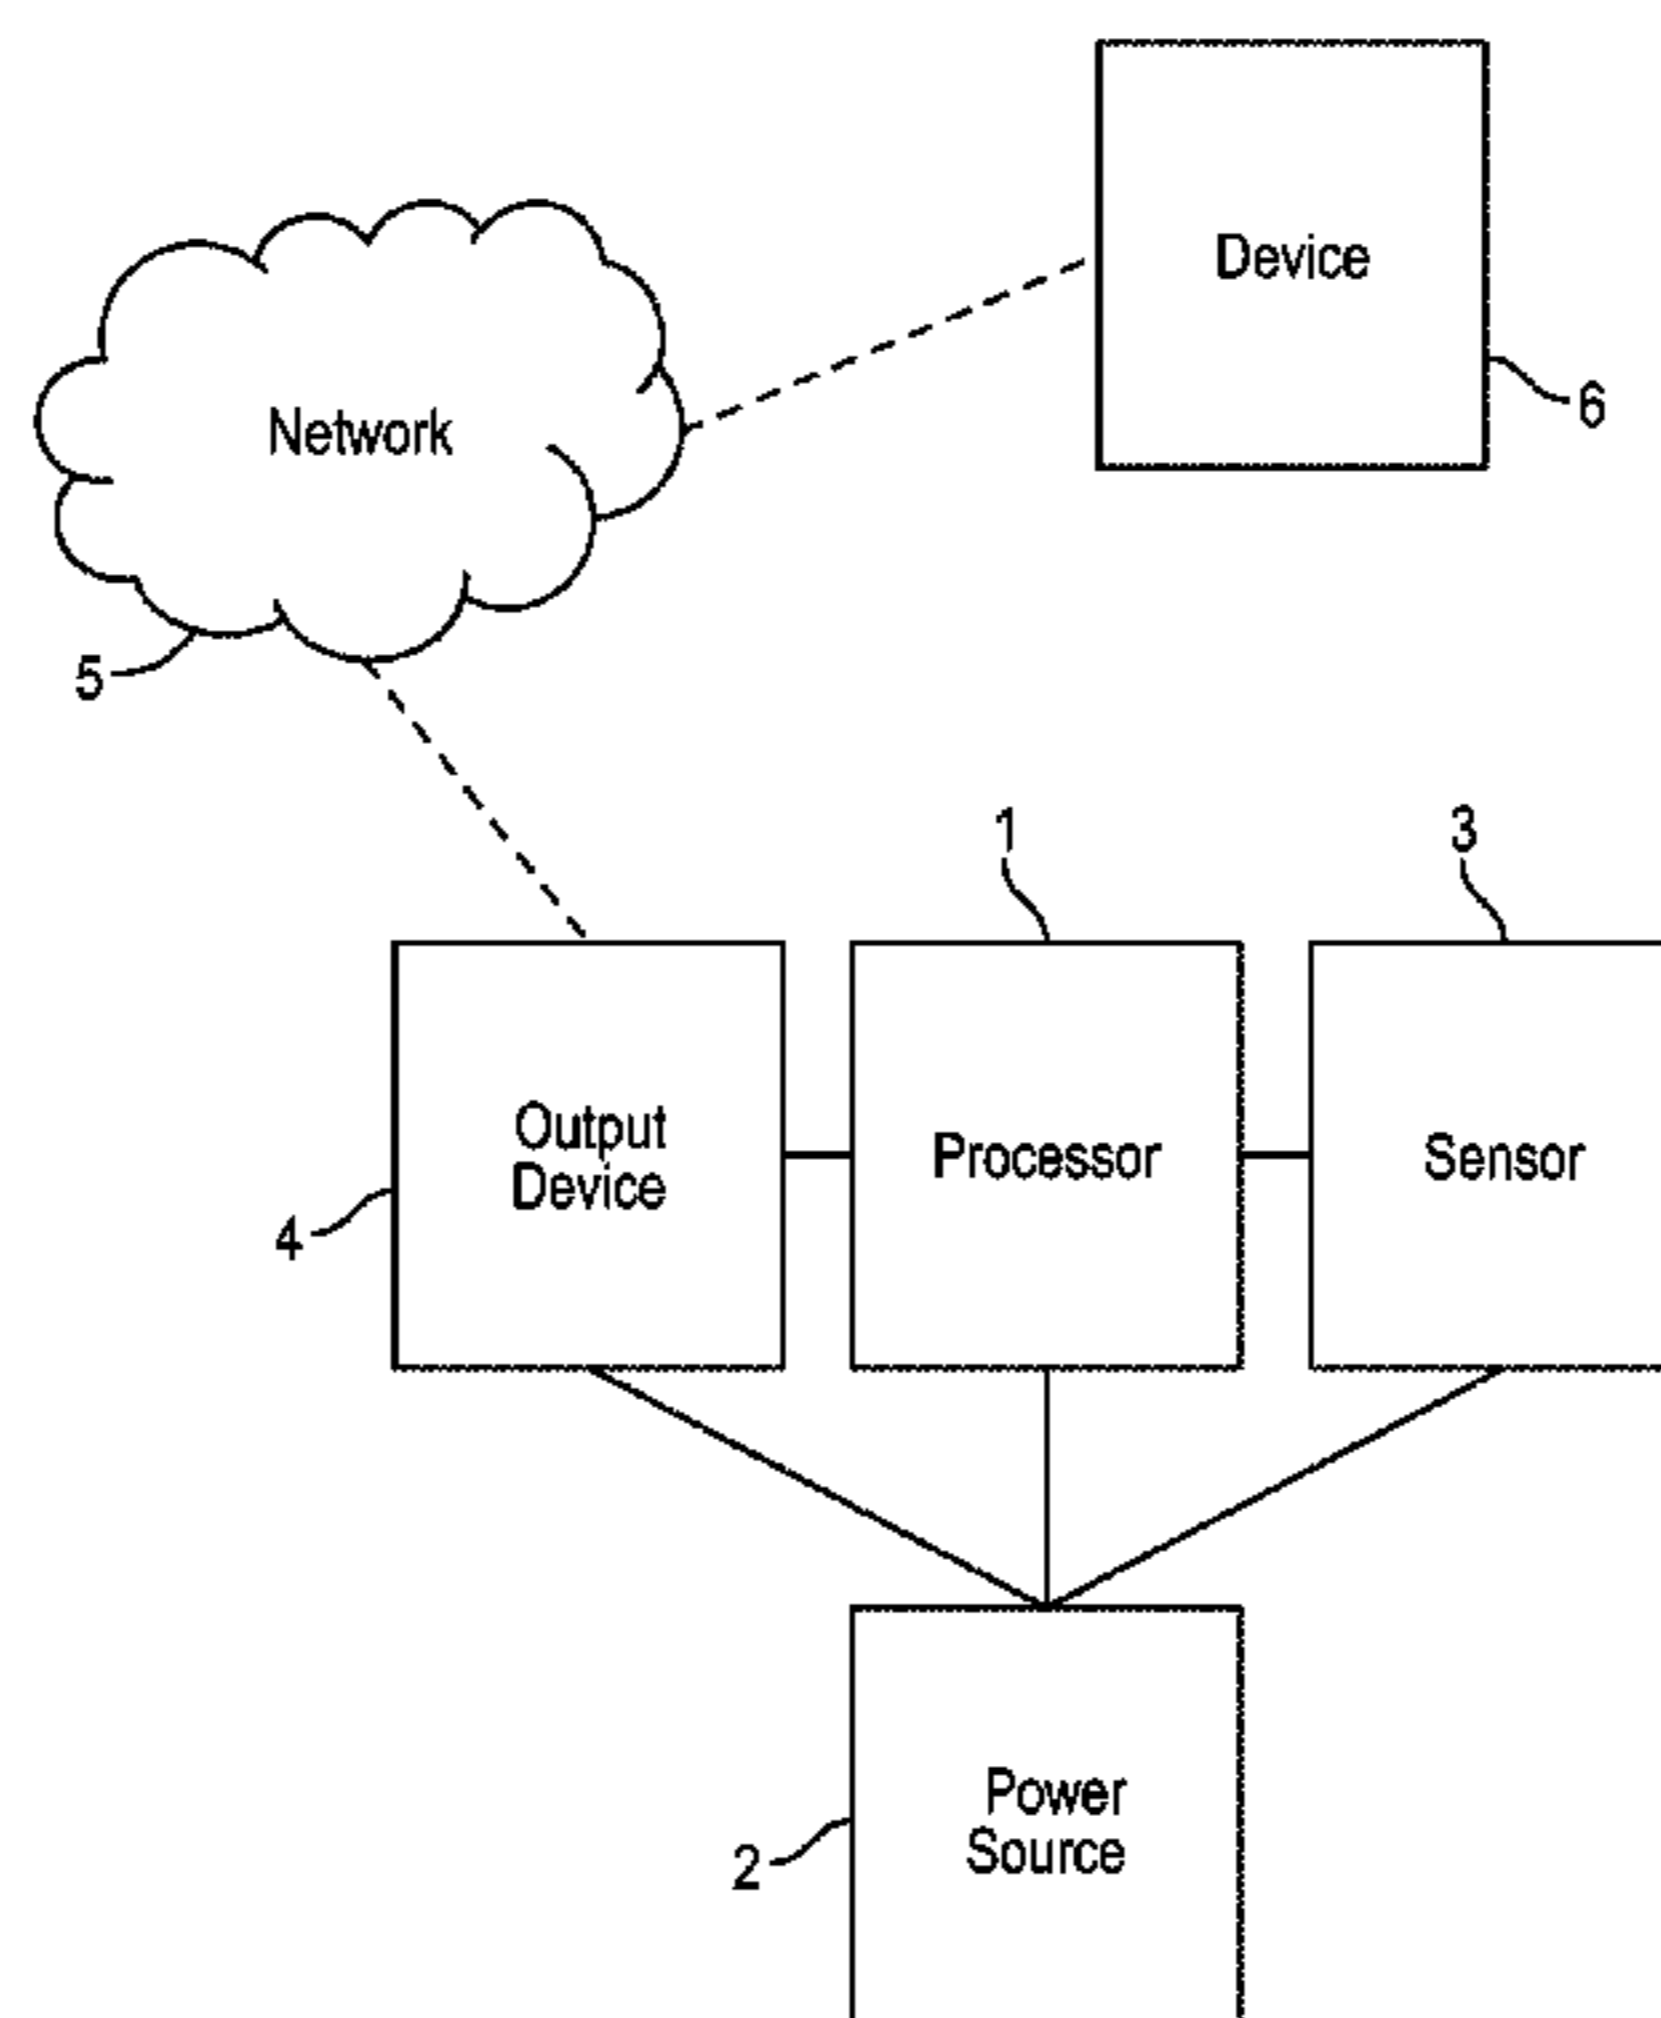 Device
6
Network
5
1
3
Output
Device
Processor
Sensor
4
Power
Source
2